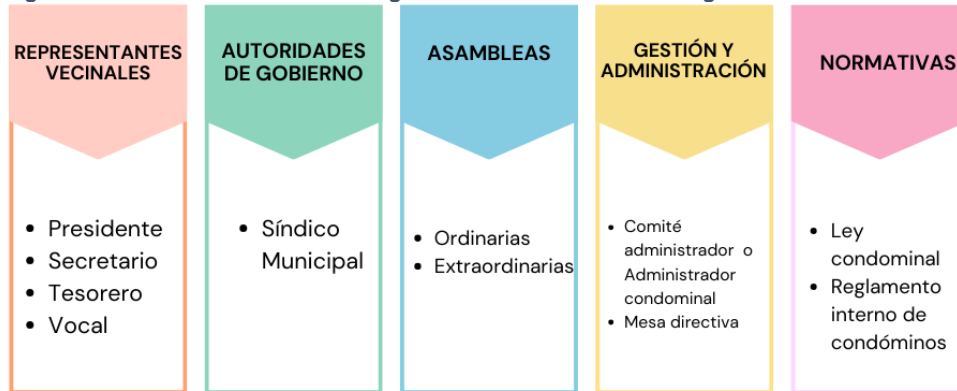 REPRESENTANTES
VECINALES
AUTORIDADES
DE GOBIERNO
ASAMBLEAS
GESTIÓN Y
ADMINISTRACIÓN
NORMATIVAS
• Presidente
• Secretario
• Tesorero
• Vocal
• Síndico
Municipal
• Ordinarias
• Extraordinarias
• Comité
administrador o
Administrador
condominal
• Mesa directiva
• Ley
condominal
• Reglamento
interno de
condóminos